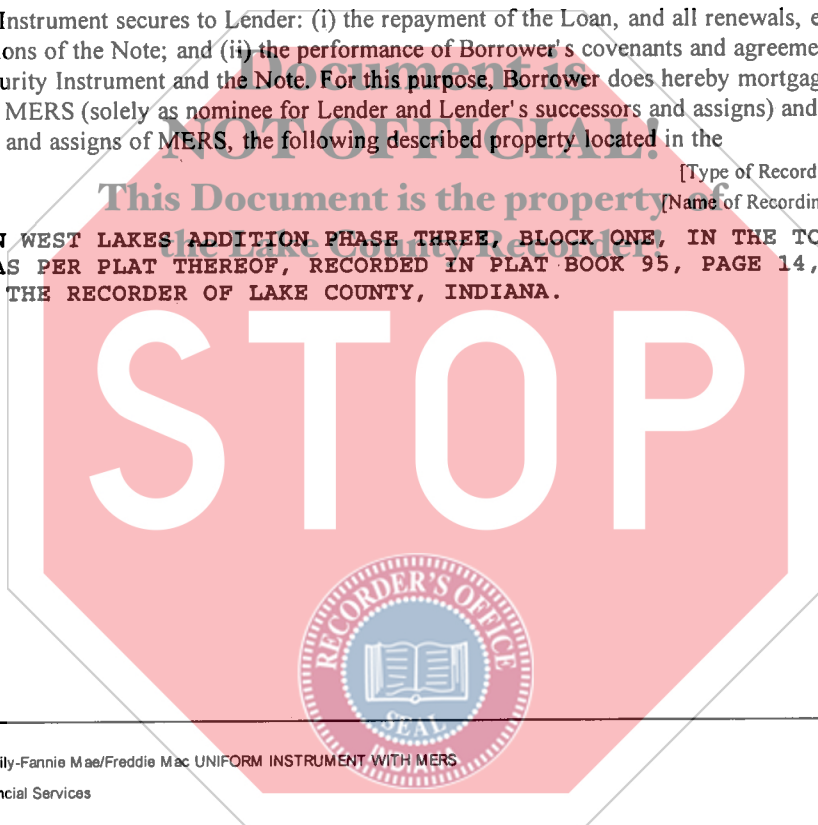 Instrument secures to Lender: (i) the repayment of the Loan, and all renewals, e
ons of the Note; and (ii) the performance of Borrower's covenants and agreeme
urity Instrument and the Note. For this purpose, Borrower does hereby mortgag
MERS (solely as nominee for Lender and Lender's successors and assigns) and
and assigns of MERS, the following described property located in the
[Type of Record
[Name of Recordin
Document is
NOT OFFICIAL!
This Document is the property of
the Lake County Recorder!
WEST LAKES ADDITION PHASE THREE, BLOCK ONE, IN THE TO
AS PER PLAT THEREOF, RECORDED IN PLAT BOOK 95, PAGE 14,
THE RECORDER OF LAKE COUNTY, INDIANA.
STOP
RECORDER'S OFFICE
SEAL
INDIANA
ily-Fannie Mae/Freddie Mac UNIFORM INSTRUMENT WITH MERS
ncial Services